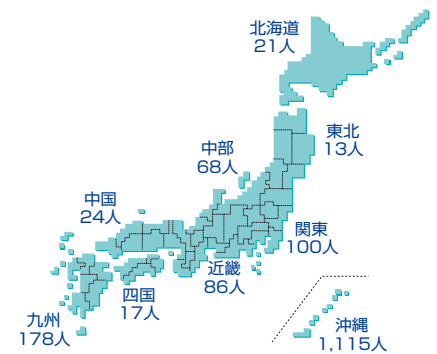 北海道
21人
東北
13人
中部
68人
中国
24人
関東
100人
近畿
86人
四国
17人
九州
178人
沖縄
1,115人